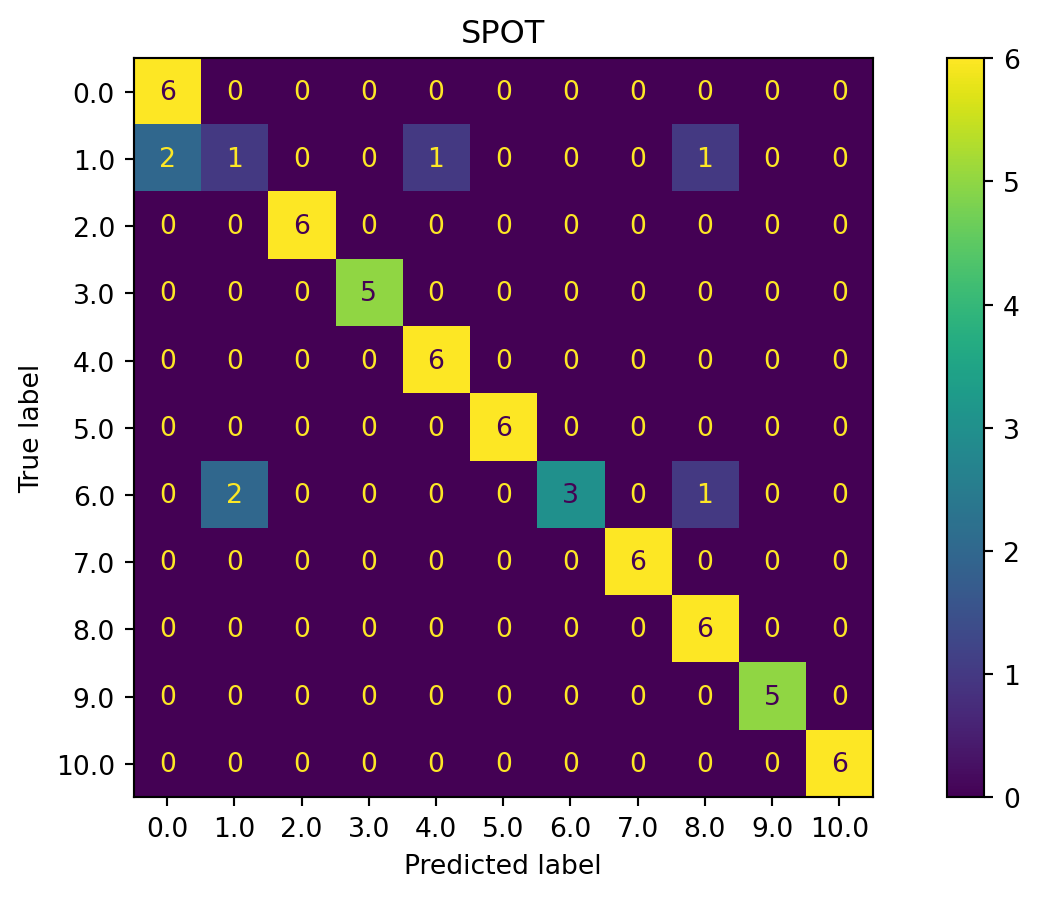 SPOT
0.0 6 0 0 0 0 0 0 0 0 0 0
1.0 2 1 0 0 1 0 0 0 1 0 0
2.0 0 0 6 0 0 0 0 0 0 0 0
3.0 0 0 0 5 0 0 0 0 0 0 0
4.0 0 0 0 0 6 0 0 0 0 0 0
5.0 0 0 0 0 0 6 0 0 0 0 0
6.0 0 2 0 0 0 0 3 0 1 0 0
7.0 0 0 0 0 0 0 0 6 0 0 0
8.0 0 0 0 0 0 0 0 0 6 0 0
9.0 0 0 0 0 0 0 0 0 0 5 0
10.0 0 0 0 0 0 0 0 0 0 0 6
0.0 1.0 2.0 3.0 4.0 5.0 6.0 7.0 8.0 9.0 10.0
Predicted label
True label
6
5
4
3
2
1
0